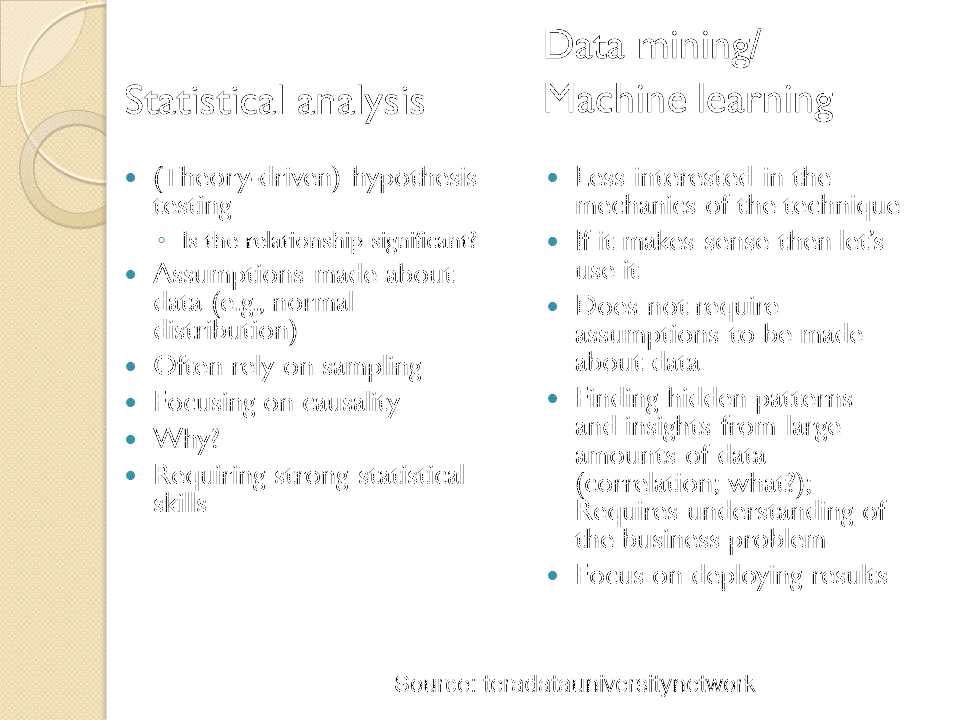 Statistical analysis
• (Theory-driven) hypothesis
testing
◦ Is the relationship significant?
• Assumptions made about
data (e.g., normal
distribution)
• Often rely on sampling
• Focusing on causality
• Why?
• Requiring strong statistical
skills
Data mining/
Machine learning
• Less interested in the
mechanics of the technique
• If it makes sense then let’s
use it
• Does not require
assumptions to be made
about data
• Finding hidden patterns
and insights from large
amounts of data
(correlation; what?);
Requires understanding of
the business problem
• Focus on deploying results
Source: teradatauniversitynetwork